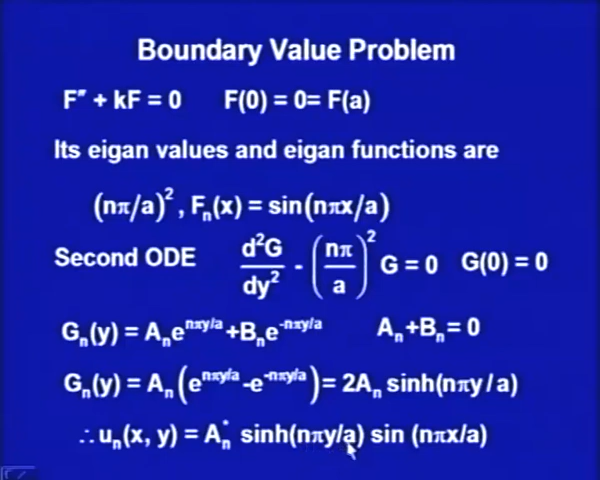 Boundary Value Problem
F″ + kF = 0 F(0) = 0= F(a)
Its eigan values and eigan functions are
(nπ/a)², Fₙ(x) = sin(nπx/a)
Second ODE d²G/dy² - (nπ/a)² G = 0 G(0) = 0
Gₙ(y) = Aₙe^(nπy/a)+Bₙe^(-nπy/a) Aₙ+Bₙ= 0
Gₙ(y) = Aₙ(e^(nπy/a)-e^(-nπy/a))= 2Aₙ sinh(nπy/a)
∴uₙ(x, y) = Aₙ* sinh(nπy/a) sin (nπx/a)